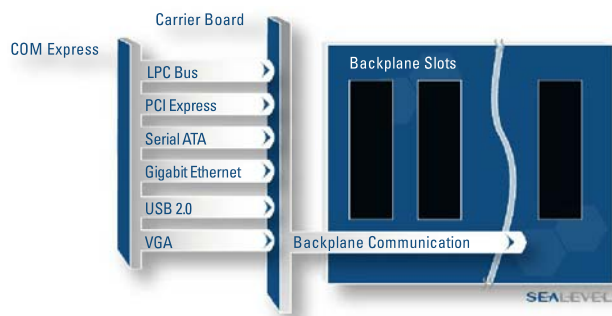 Carrier Board
COM Express
Backplane Slots
LPC Bus
PCI Express
Serial ATA
Gigabit Ethernet
USB 2.0
VGA
Backplane Communication
SEALEVEL